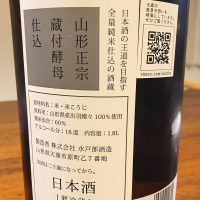 日本酒の王道を目指す
全量純米仕込の酒蔵
山形正宗
蔵付酵母
仕込
原材料名：米・米こうじ
山形県産出羽燦々100％使用
精米歩合：60％
アルコール分：16度 内容量：1.8L
製造者 株式会社 水戸部酒造
山形県天童市原町乙7番地
日本酒